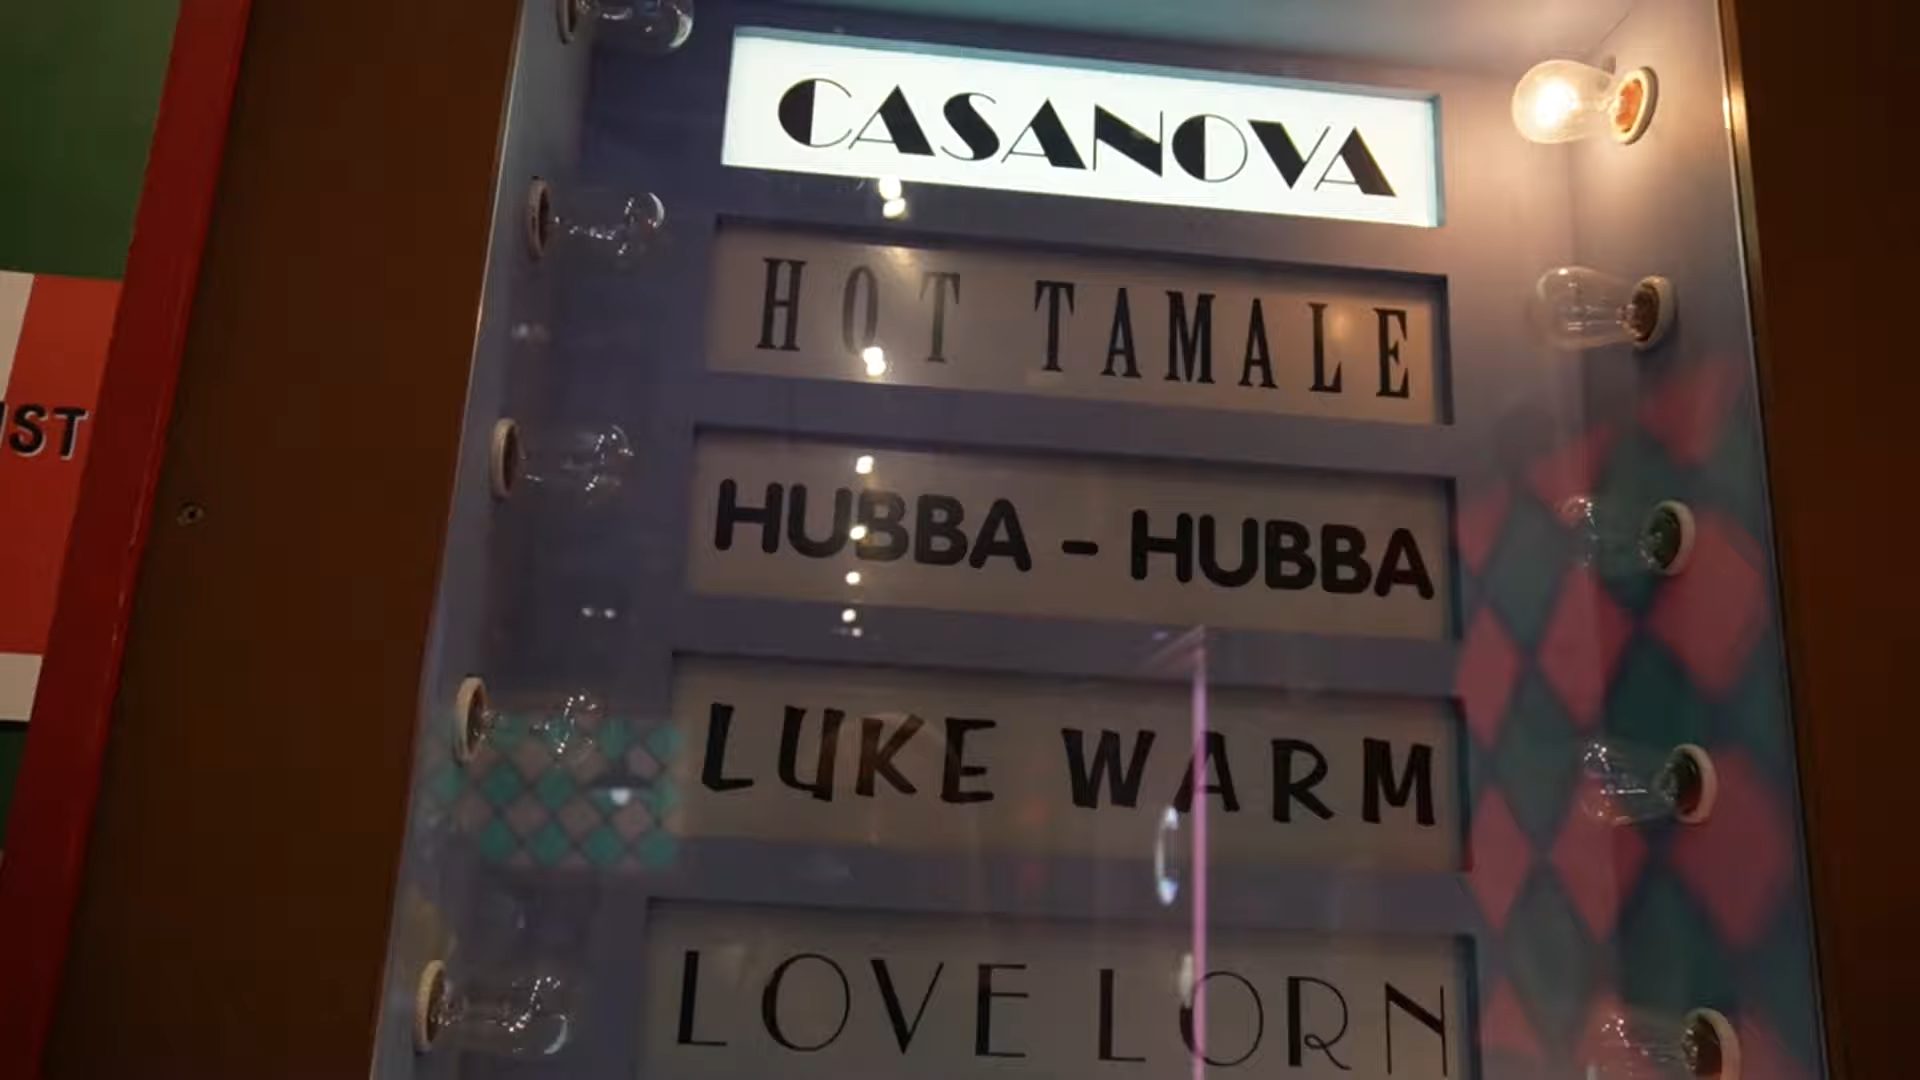 CASANOVA
HOT TAMALE
HUBBA - HUBBA
LUKE WARM
LOVE LORN